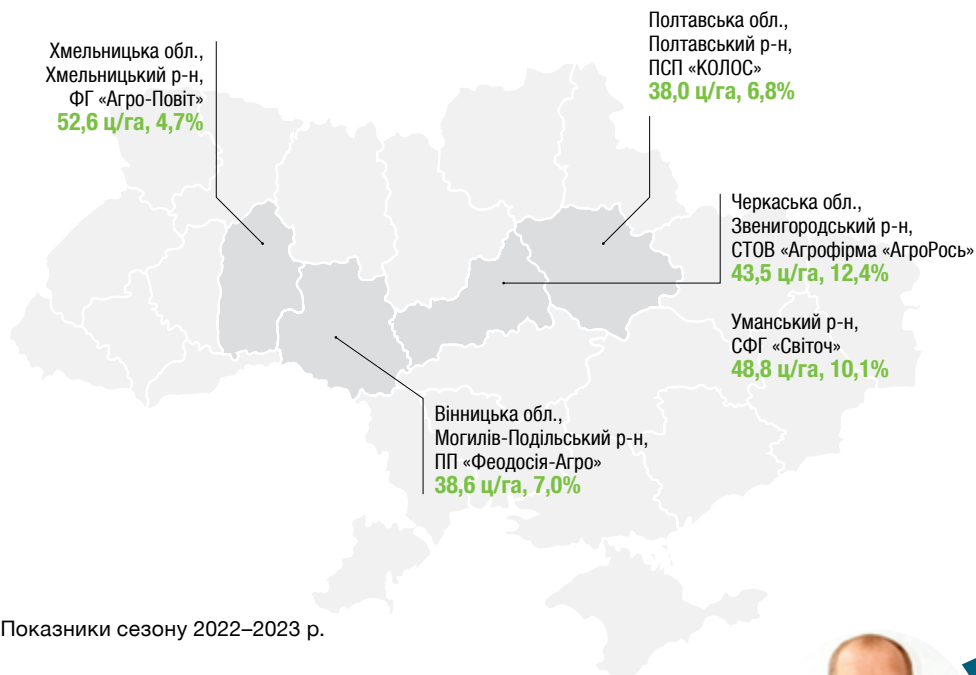 Хмельницька обл.,
Хмельницький р-н,
ФГ «Агро-Повіт»
52,6 ц/га, 4,7%
Полтавська обл.,
Полтавський р-н,
ПСП «КОЛОС»
38,0 ц/га, 6,8%
Черкаська обл.,
Звенигородський р-н,
СТОВ «Агрофірма «АгроРось»
43,5 ц/га, 12,4%
Уманський р-н,
СФГ «Світоч»
48,8 ц/га, 10,1%
Вінницька обл.,
Могилів-Подільський р-н,
ПП «Феодосія-Агро»
38,6 ц/га, 7,0%
Показники сезону 2022–2023 р.